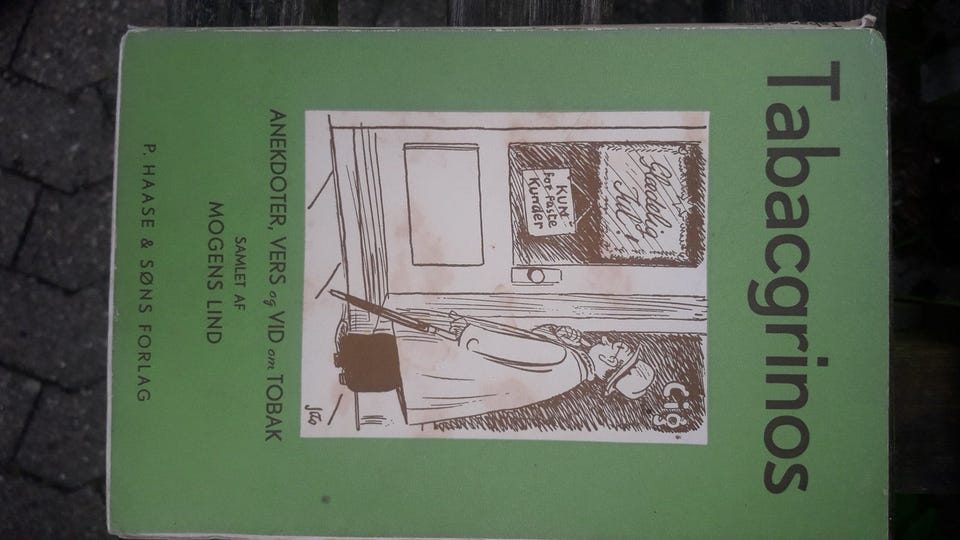 Tabacgrinos
Glædelig
Jul!
KUN
for Faste
Kunder
Cig
ANEKDOTER, VERS og VID om TOBAK
SAMLET AF
MOGENS LIND
P. HAASE & SØNS FORLAG